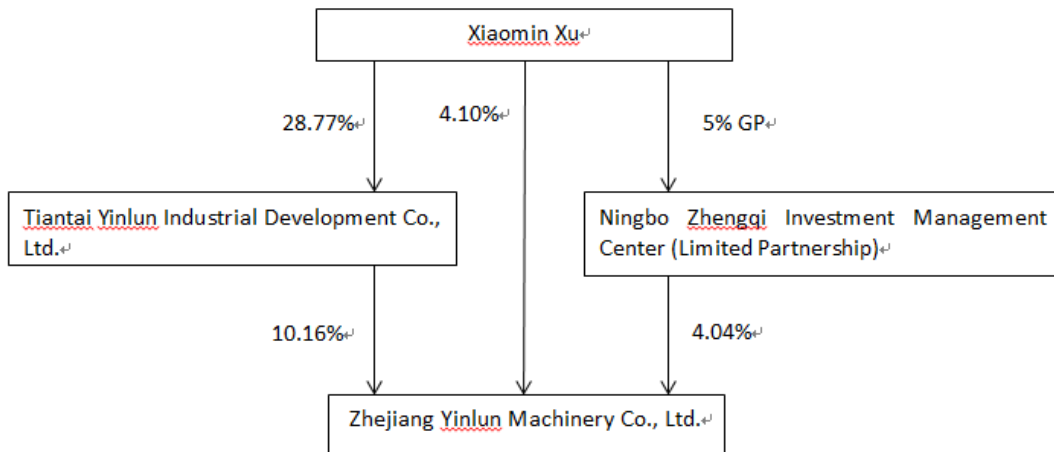 Xiaomin Xu
28.77%
4.10%
5% GP
Tiantai Yinlun Industrial Development Co.,
Ltd.
Ningbo Zhengqi Investment Management
Center (Limited Partnership)
10.16%
4.04%
Zhejiang Yinlun Machinery Co., Ltd.